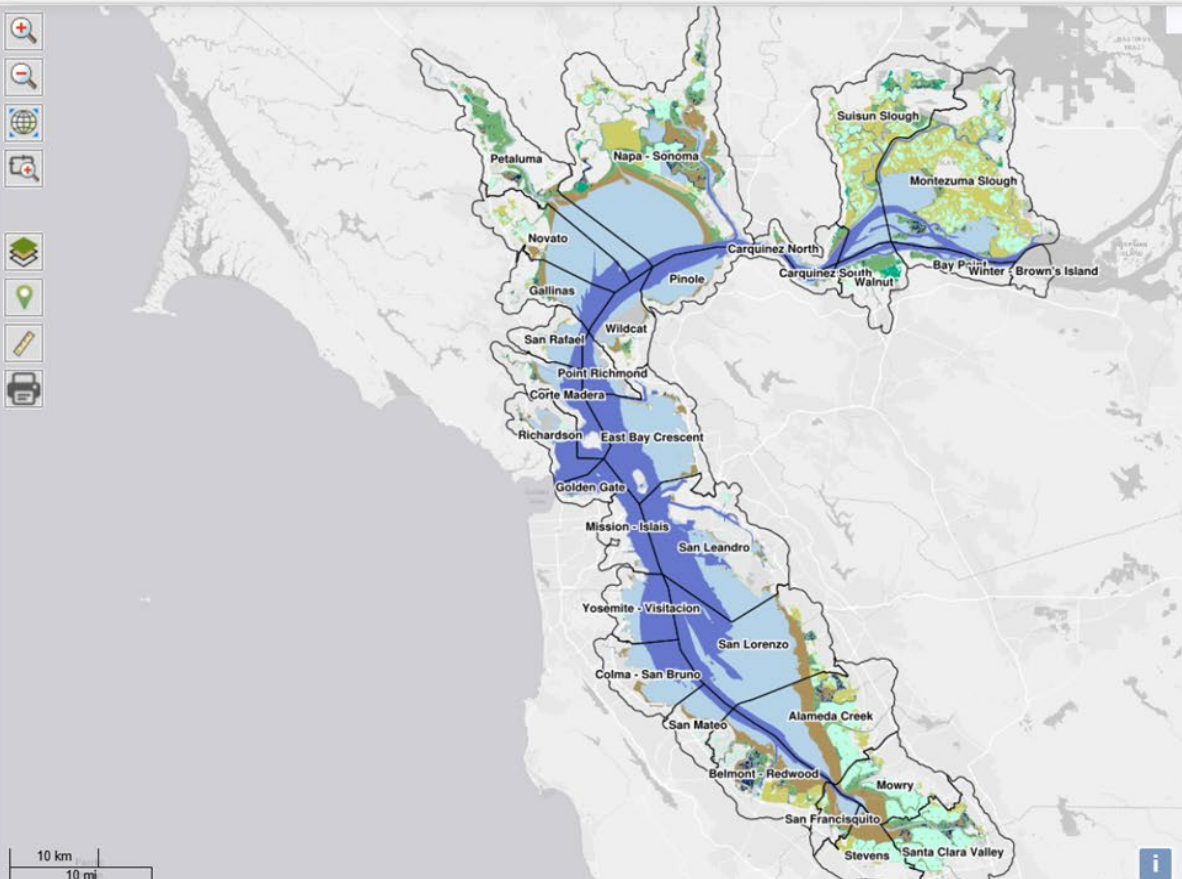 Suisun Slough
Petaluma
Napa - Sonoma
Montezuma Slough
Novato
Carquinez North
Bay Point
Winter - Brown's Island
Carquinez South
Pinole
Walnut
Gallinas
Wildcat
San Rafael
Point Richmond
Corte Madera
Richardson
East Bay Crescent
Golden Gate
Mission - Islais
San Leandro
Yosemite - Visitacion
San Lorenzo
Colma - San Bruno
Alameda Creek
San Mateo
Belmont - Redwood
Mowry
San Francisquito
Santa Clara Valley
Stevens
10 km
10 mi
i